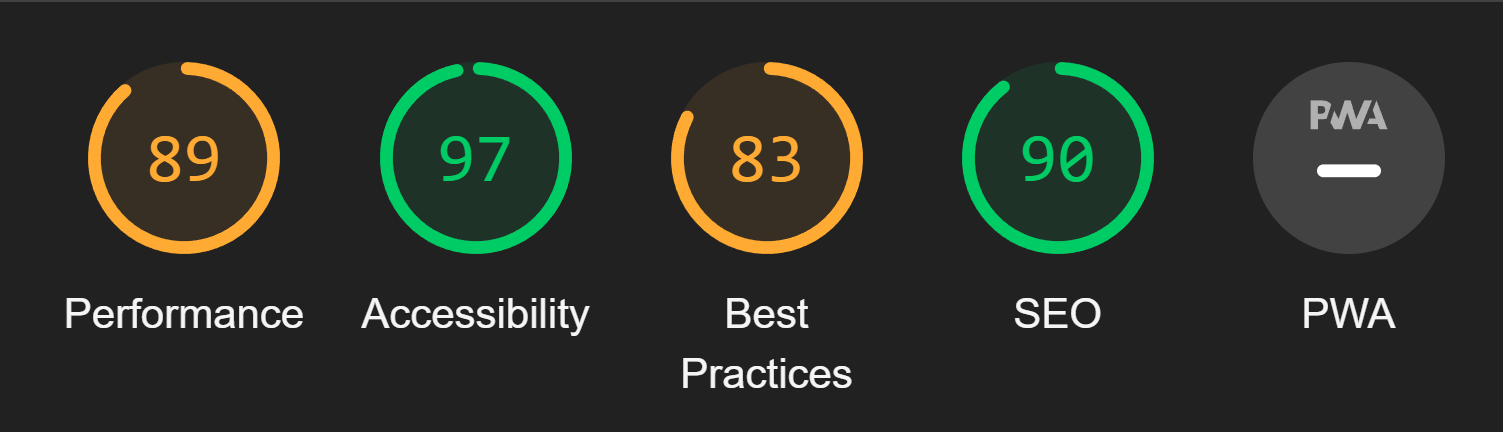 89 97 83 90 PWA
Performance Accessibility Best Practices SEO PWA